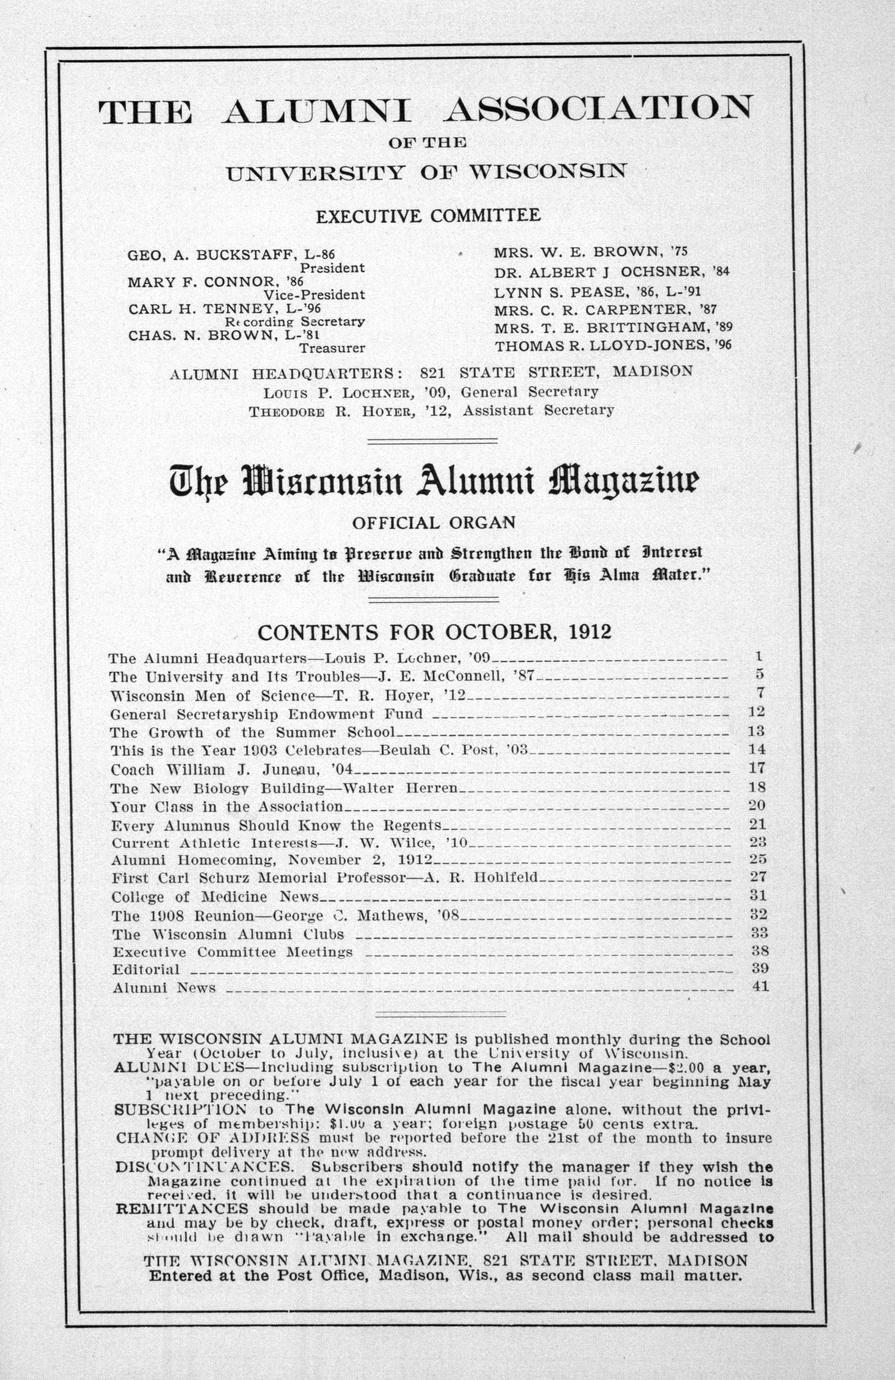 THE ALUMNI ASSOCIATION
OF THE
UNIVERSITY OF WISCONSIN
EXECUTIVE COMMITTEE
GEO, A. BUCKSTAFF, L-86
President
MARY F. CONNOR, '86
Vice-President
CARL H. TENNEY, L-'96
Recording Secretary
CHAS. N. BROWN, L-'81
Treasurer
MRS. W. E. BROWN, '75
DR. ALBERT J OCHSNER, '84
LYNN S. PEASE, '86, L-'91
MRS. C. R. CARPENTER, '87
MRS. T. E. BRITTINGHAM, '89
THOMAS R. LLOYD-JONES, '96
ALUMNI HEADQUARTERS: 821 STATE STREET, MADISON
LOUIS P. LOCHNER, '09, General Secretary
THEODORE R. HOYER, '12, Assistant Secretary
The Wisconsin Alumni Magazine
OFFICIAL ORGAN
"A Magazine Aiming to Preserve and Strengthen the Bond of Interest
and Reverence of the Wisconsin Graduate for His Alma Mater."
CONTENTS FOR OCTOBER, 1912
The Alumni Headquarters—Louis P. Lochner, '09 1
The University and Its Troubles—J. E. McConnell, '87 5
Wisconsin Men of Science—T. R. Hoyer, '12 7
General Secretaryship Endowment Fund 12
The Growth of the Summer School 13
This is the Year 1903 Celebrates—Beulah C. Post, '03 14
Coach William J. Juneau, '04 17
The New Biology Building—Walter Herren 18
Your Class in the Association 20
Every Alumnus Should Know the Regents 21
Current Athletic Interests—J. W. Wilce, '10 23
Alumni Homecoming, November 2, 1912 25
First Carl Schurz Memorial Professor—A. R. Hohlfeld 27
College of Medicine News 31
The 1908 Reunion—George C. Mathews, '08 32
The Wisconsin Alumni Clubs 33
Executive Committee Meetings 38
Editorial 39
Alumni News 41
THE WISCONSIN ALUMNI MAGAZINE is published monthly during the School
Year (October to July, inclusive) at the University of Wisconsin.
ALUMNI DUES—Including subscription to The Alumni Magazine—$2.00 a year,
"payable on or before July 1 of each year for the fiscal year beginning May
1 next preceding."
SUBSCRIPTION to The Wisconsin Alumni Magazine alone, without the privi-
leges of membership: $1.00 a year; foreign postage 50 cents extra.
CHANGE OF ADDRESS must be reported before the 21st of the month to insure
prompt delivery at the new address.
DISCONTINUANCES. Subscribers should notify the manager if they wish the
Magazine continued at the expiration of the time paid for. If no notice is
received, it will be understood that a continuance is desired.
REMITTANCES should be made payable to The Wisconsin Alumni Magazine
and may be by check, draft, express or postal money order; personal checks
should be drawn "Payable in exchange." All mail should be addressed to
THE WISCONSIN ALUMNI MAGAZINE, 821 STATE STREET, MADISON
Entered at the Post Office, Madison, Wis., as second class mail matter.